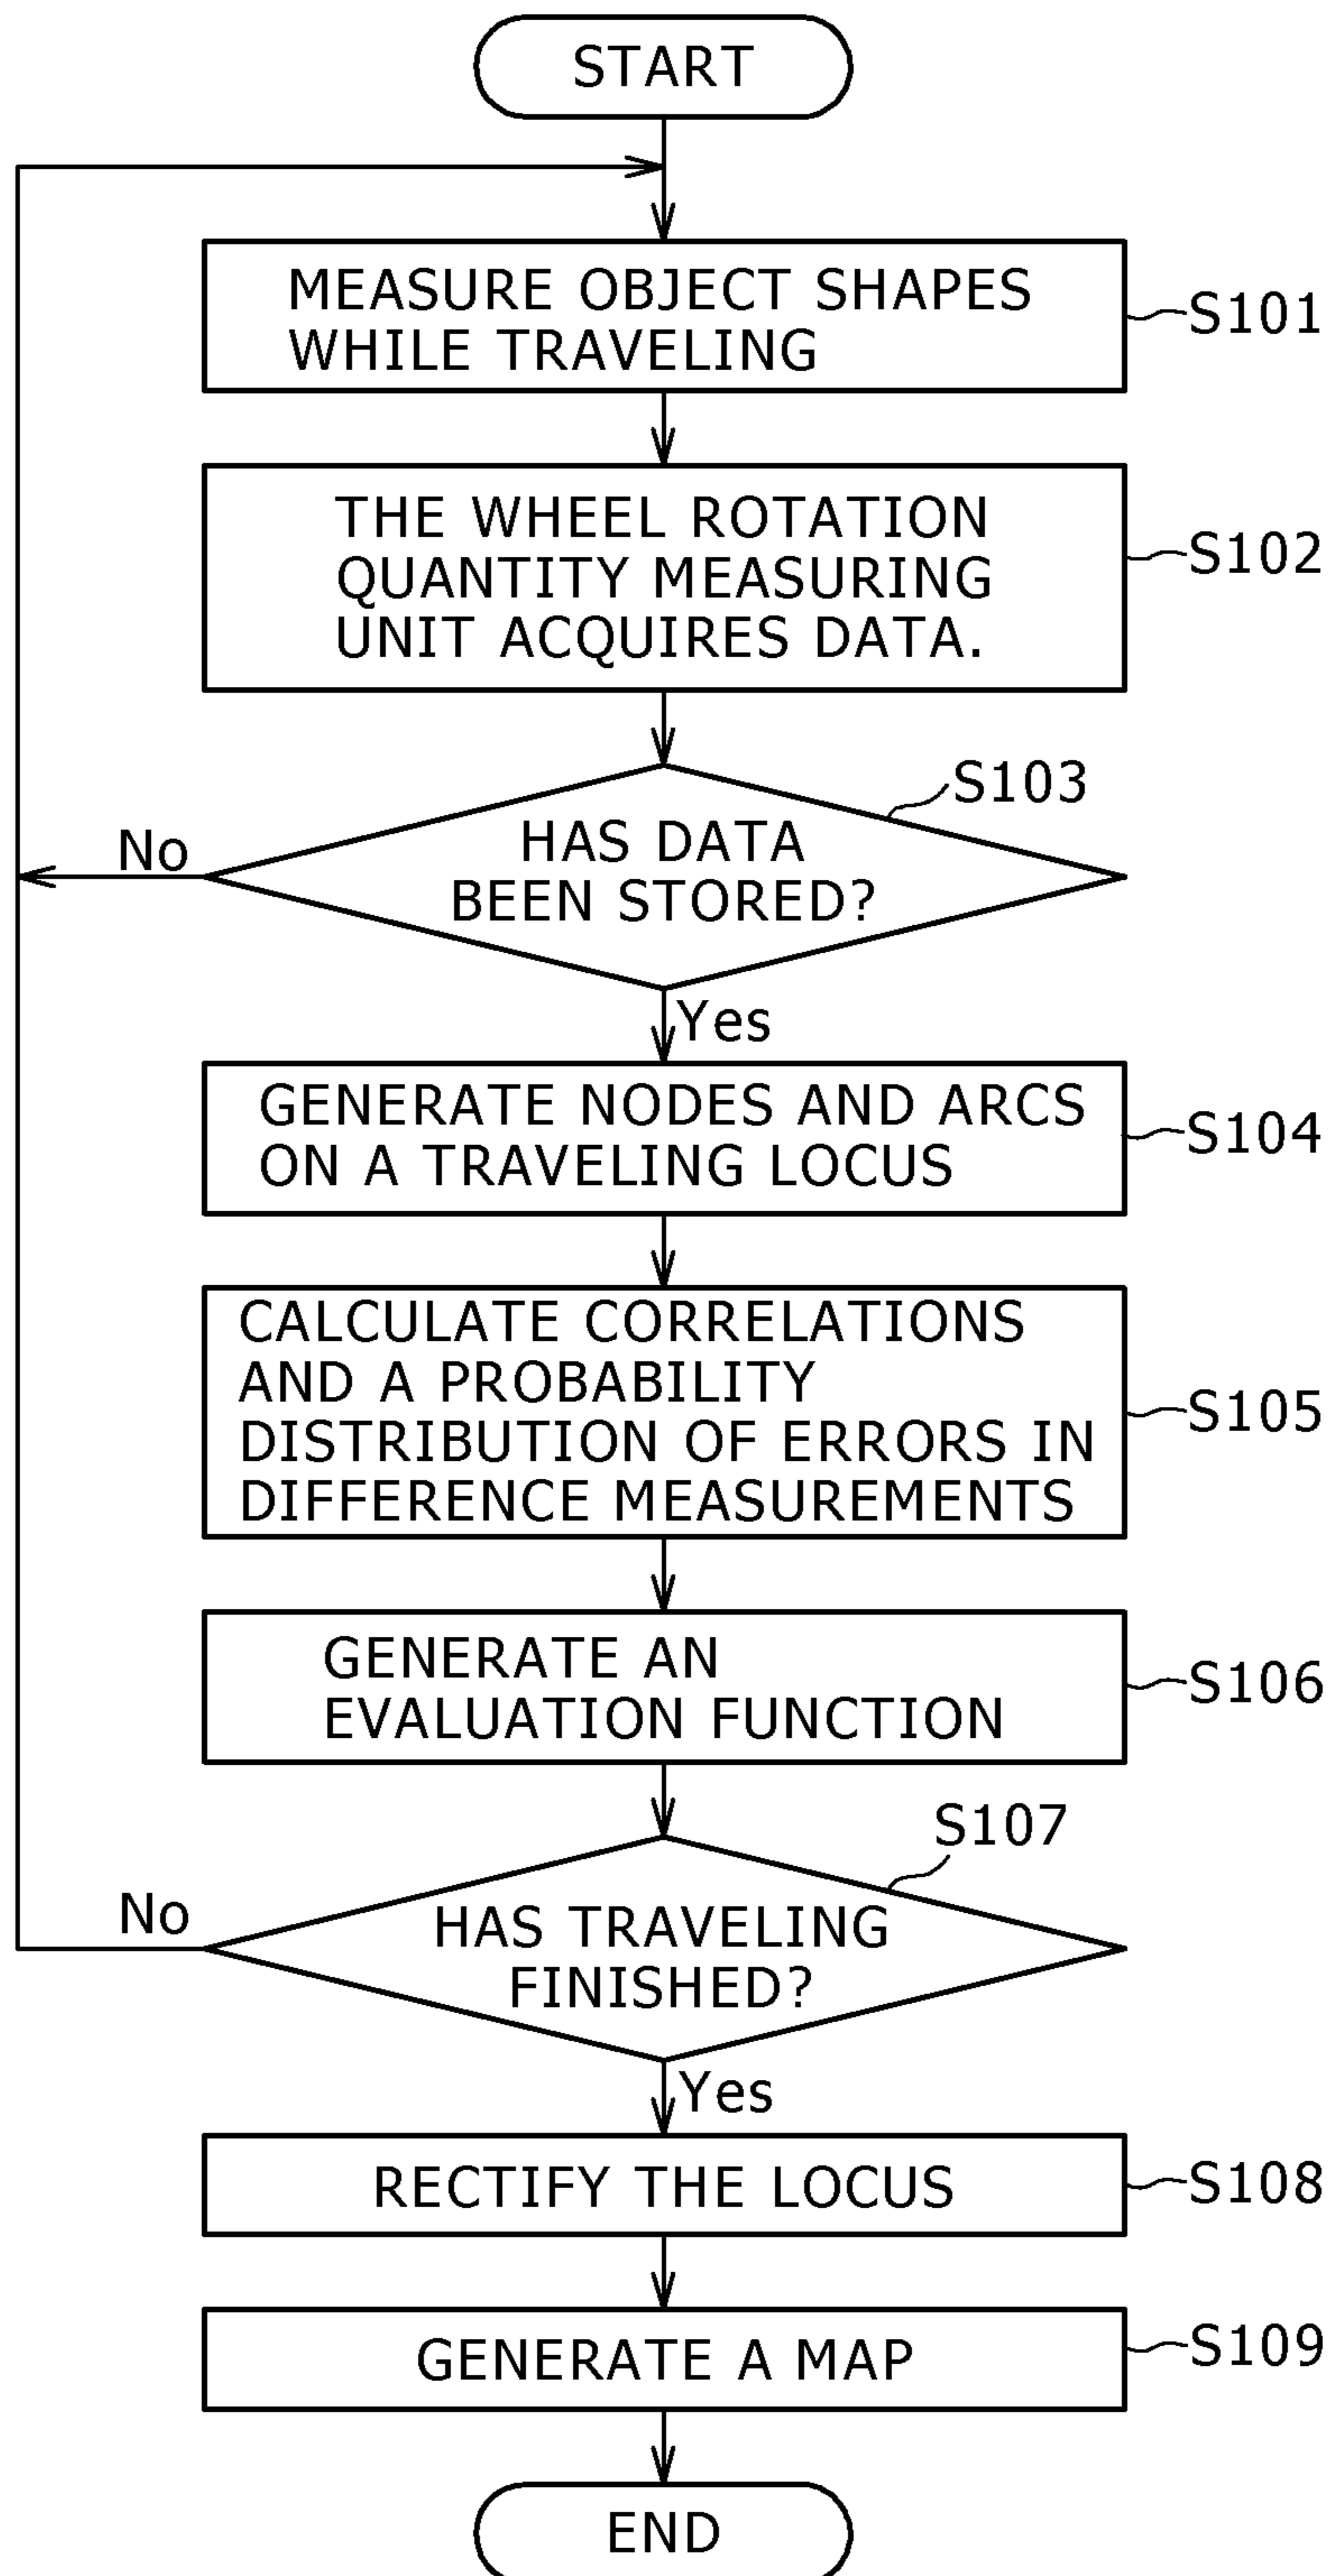 START
MEASURE OBJECT SHAPES
WHILE TRAVELING
S101
THE WHEEL ROTATION
QUANTITY MEASURING
UNIT ACQUIRES DATA.
S102
S103
HAS DATA
BEEN STORED?
No
Yes
GENERATE NODES AND ARCS
ON A TRAVELING LOCUS
S104
CALCULATE CORRELATIONS
AND A PROBABILITY
DISTRIBUTION OF ERRORS IN
DIFFERENCE MEASUREMENTS
S105
GENERATE AN
EVALUATION FUNCTION
S106
S107
HAS TRAVELING
FINISHED?
No
Yes
RECTIFY THE LOCUS
S108
GENERATE A MAP
S109
END